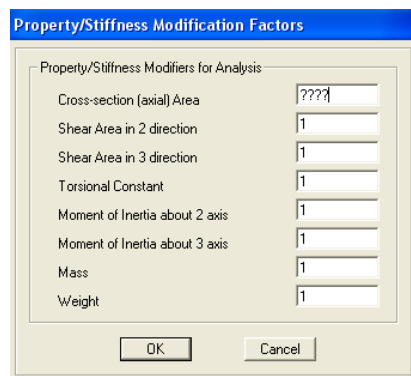 Property/Stiffness Modification Factors
Property/Stiffness Modifiers for Analysis
Cross-section (axial) Area ????
Shear Area in 2 direction 1
Shear Area in 3 direction 1
Torsional Constant 1
Moment of Inertia about 2 axis 1
Moment of Inertia about 3 axis 1
Mass 1
Weight 1
OK Cancel